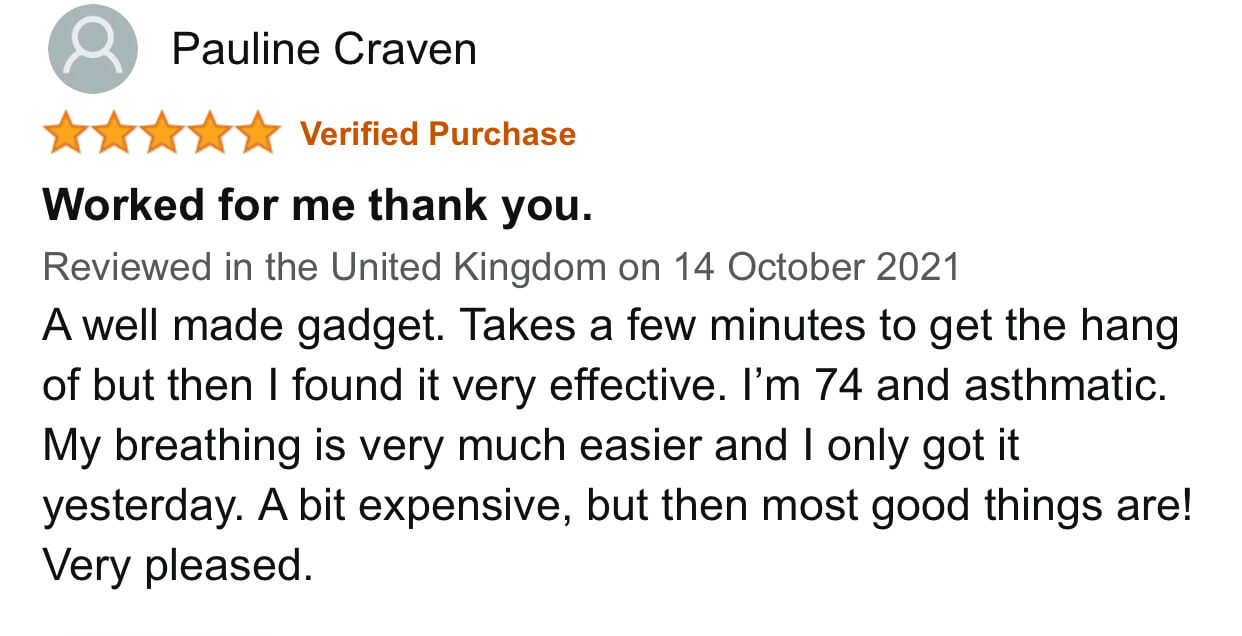 Pauline Craven
Verified Purchase
Worked for me thank you.
Reviewed in the United Kingdom on 14 October 2021
A well made gadget. Takes a few minutes to get the hang
of but then I found it very effective. I’m 74 and asthmatic.
My breathing is very much easier and I only got it
yesterday. A bit expensive, but then most good things are!
Very pleased.